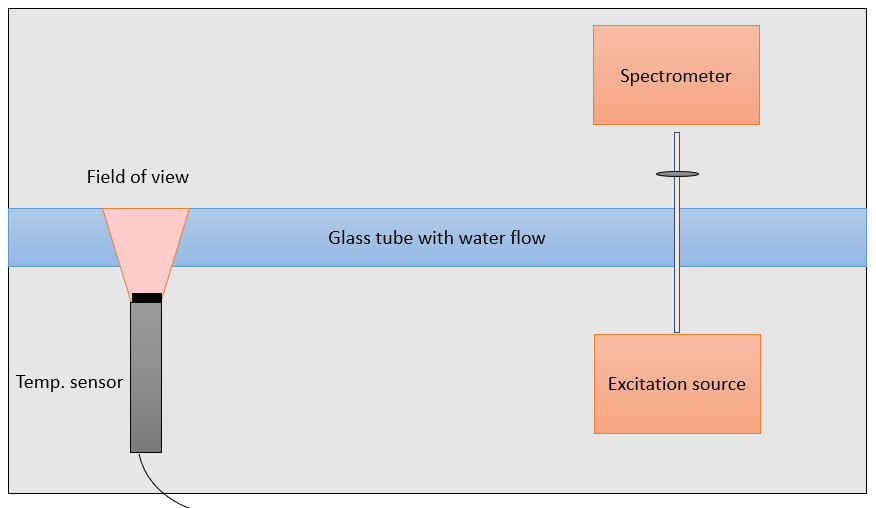 Spectrometer
Field of view
Glass tube with water flow
Temp. sensor
Excitation source